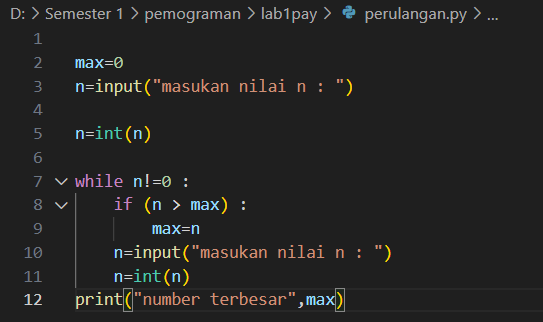 D: > Semester 1 > pemograman > lab1pay > perulangan.py > ...
1
2 max=0
3 n=input("masukan nilai n : ")
4
5 n=int(n)
6
7 while n!=0 :
8     if (n > max) :
9         max=n
10     n=input("masukan nilai n : ")
11     n=int(n)
12 print("number terbesar",max)